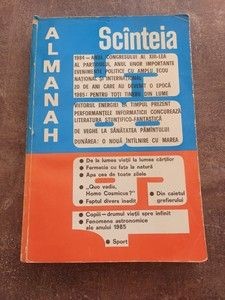 ALMANAH
Scînteia
1984 – ANUL CONGRESULUI AL XIII-LEA
AL PARTIDULUI, ANUL UNOR IMPORTANTE
EVENIMENTE POLITICE CU AMPLU ECOU
NAȚIONAL ȘI INTERNAȚIONAL
20 DE ANI CARE AU DEVENIT O EPOCĂ
1985: PENTRU TOȚI TINERII DIN LUME
VIITORUL ENERGIEI LA TIMPUL PREZENT
PERFORMANȚELE INFORMATICII CONCUREAZĂ
LITERATURA ȘTIINȚIFICO-FANTASTICĂ
DE VEGHE LA SĂNĂTATEA PĂMÎNTULUI
DUNĂREA: O NOUĂ ÎNTÎLNIRE CU MAREA
• De la lumea vieții la lumea cărților
• Farmacia cu fața la natură
• Apa cea de toate zilele
• „Quo vadis,
Homo Cosmicus?"
• Faptul divers inedit
• Din caietul
grefierului
• Copiii – drumul vieții spre infinit
• Fenomene astronomice
ale anului 1985
• Sport